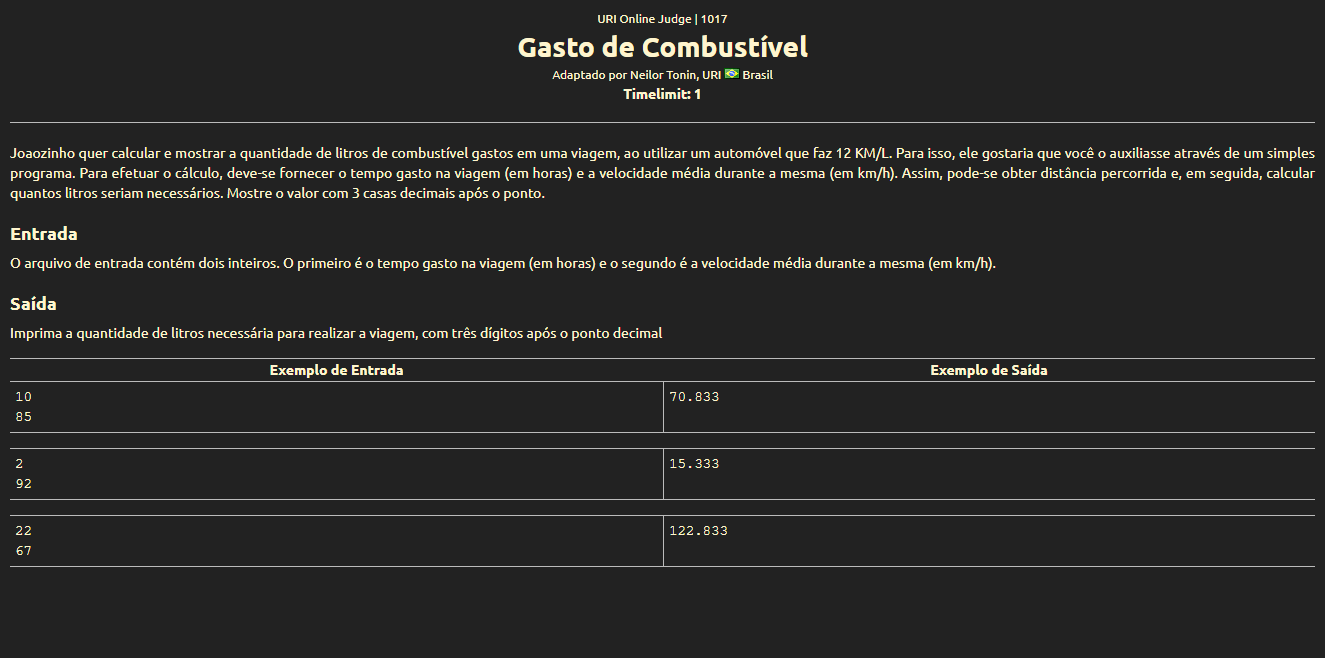 URI Online Judge | 1017
Gasto de Combustível
Adaptado por Neilor Tonin, URI Brasil
Timelimit: 1
Joaozinho quer calcular e mostrar a quantidade de litros de combustível gastos em uma viagem, ao utilizar um automóvel que faz 12 KM/L. Para isso, ele gostaria que você o auxiliasse através de um simples
programa. Para efetuar o cálculo, deve-se fornecer o tempo gasto na viagem (em horas) e a velocidade média durante a mesma (em km/h). Assim, pode-se obter distância percorrida e, em seguida, calcular
quantos litros seriam necessários. Mostre o valor com 3 casas decimais após o ponto.
Entrada
O arquivo de entrada contém dois inteiros. O primeiro é o tempo gasto na viagem (em horas) e o segundo é a velocidade média durante a mesma (em km/h).
Saída
Imprima a quantidade de litros necessária para realizar a viagem, com três dígitos após o ponto decimal
Exemplo de Entrada Exemplo de Saída
10 70.833
85
2 15.333
92
22 122.833
67